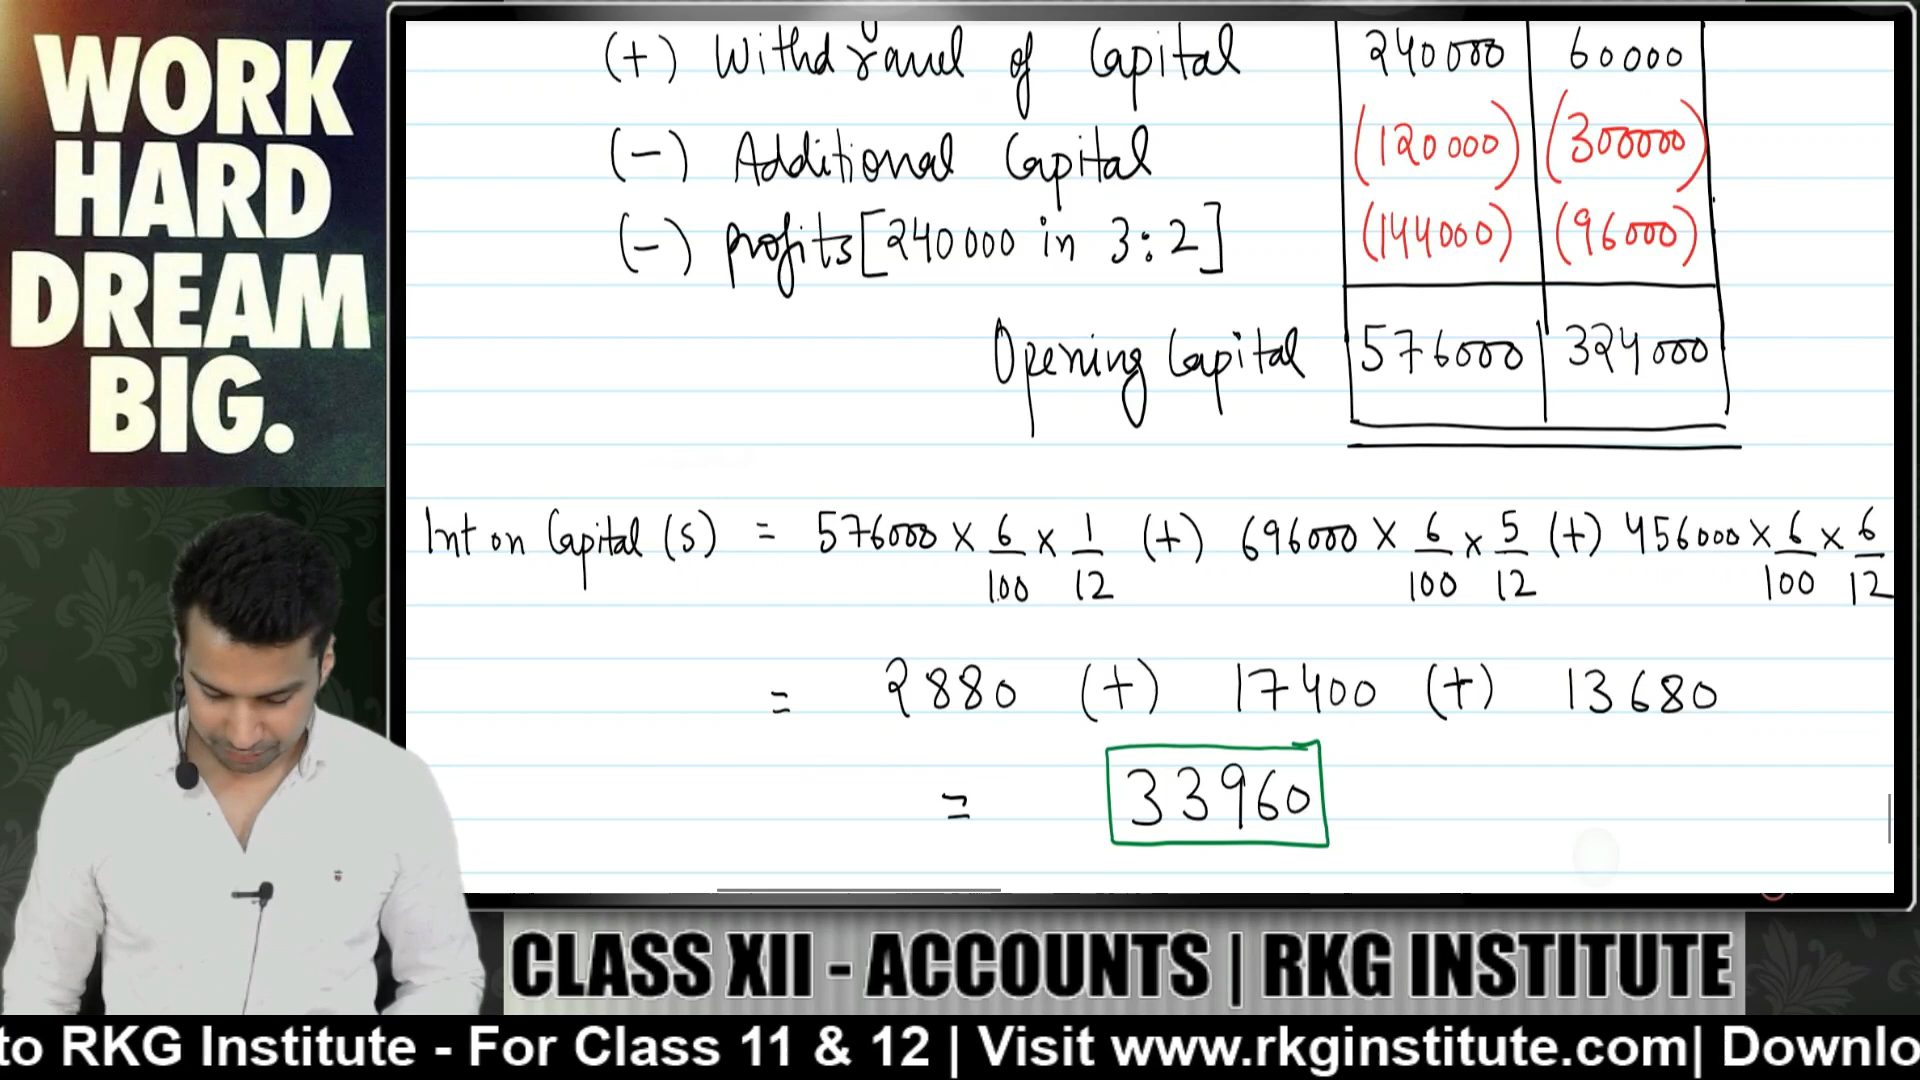 WORK
HARD
DREAM
BIG.
(+) Withdrawal of Capital 240000 60000
(-) Additional Capital (120000) (300000)
(-) profits [240000 in 3:2] (144000) (96000)
Opening Capital 576000 324000
Int on Capital (S) = 576000 × 6/100 × 1/12 (+) 696000 × 6/100 × 5/12 (+) 456000 × 6/100 × 6/12
= 2880 (+) 17400 (+) 13680
= 33960
CLASS XII - ACCOUNTS | RKG INSTITUTE
to RKG Institute - For Class 11 & 12 | Visit www.rkginstitute.com| Downlo